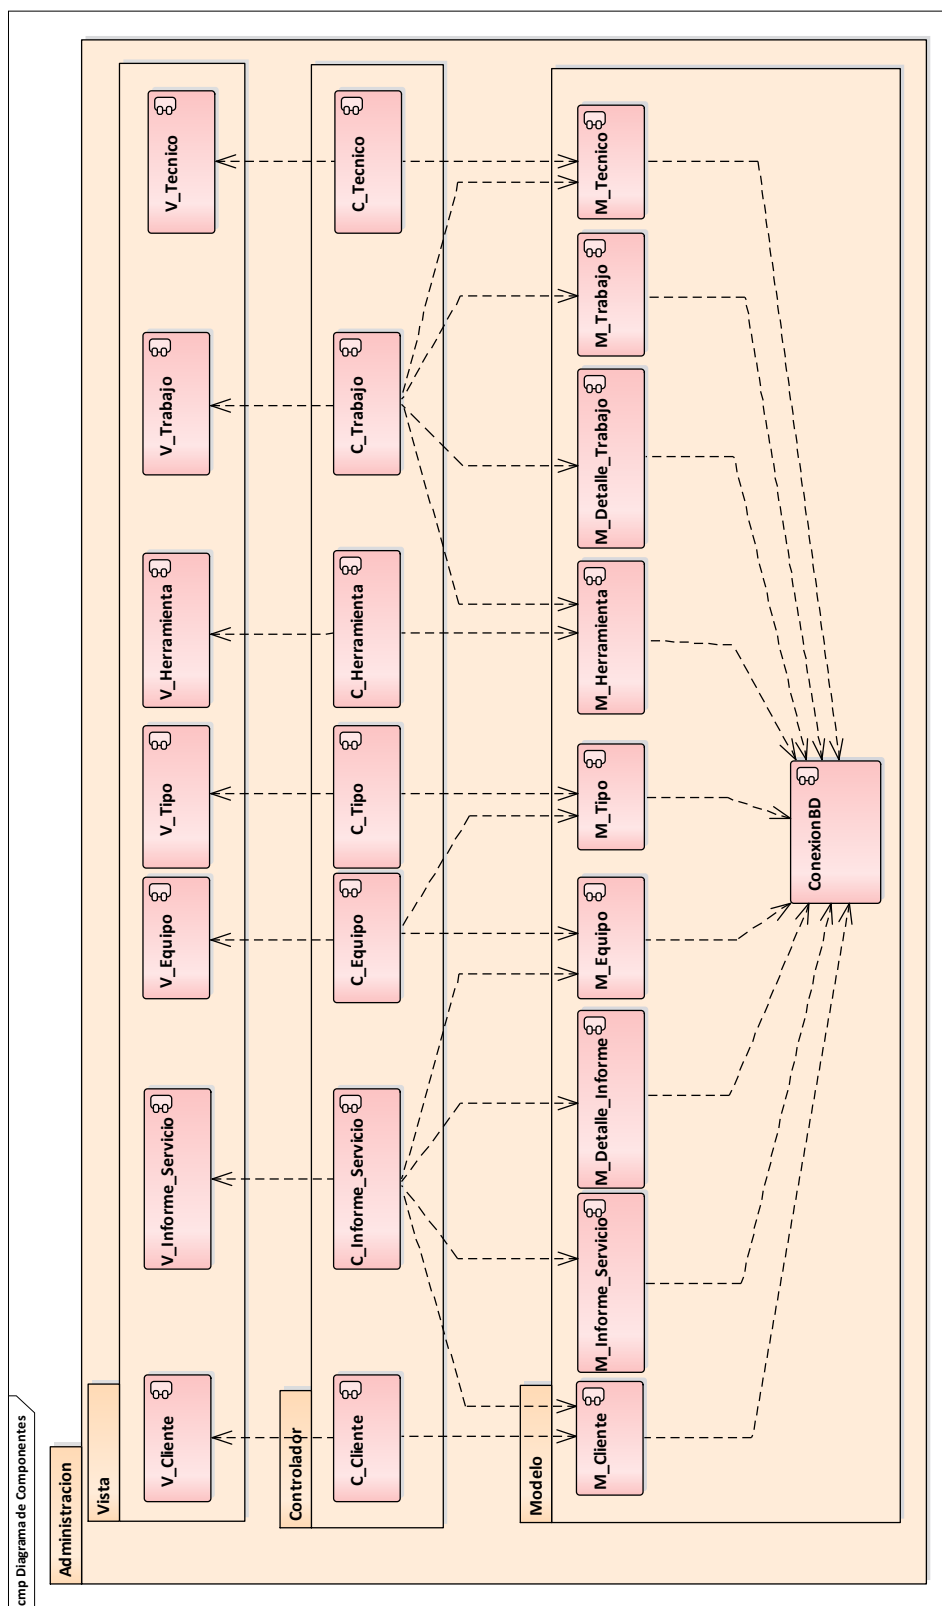 cmp Diagrama de Componentes
Administracion
Vista
V_Cliente
V_Informe_Servicio
V_Equipo
V_Tipo
V_Herramienta
V_Trabajo
V_Tecnico
Controlador
C_Cliente
C_Informe_Servicio
C_Equipo
C_Tipo
C_Herramienta
C_Trabajo
C_Tecnico
Modelo
M_Cliente
M_Informe_Servicio
M_Detalle_Informe
M_Equipo
M_Tipo
M_Herramienta
M_Detalle_Trabajo
M_Trabajo
M_Tecnico
ConexionBD